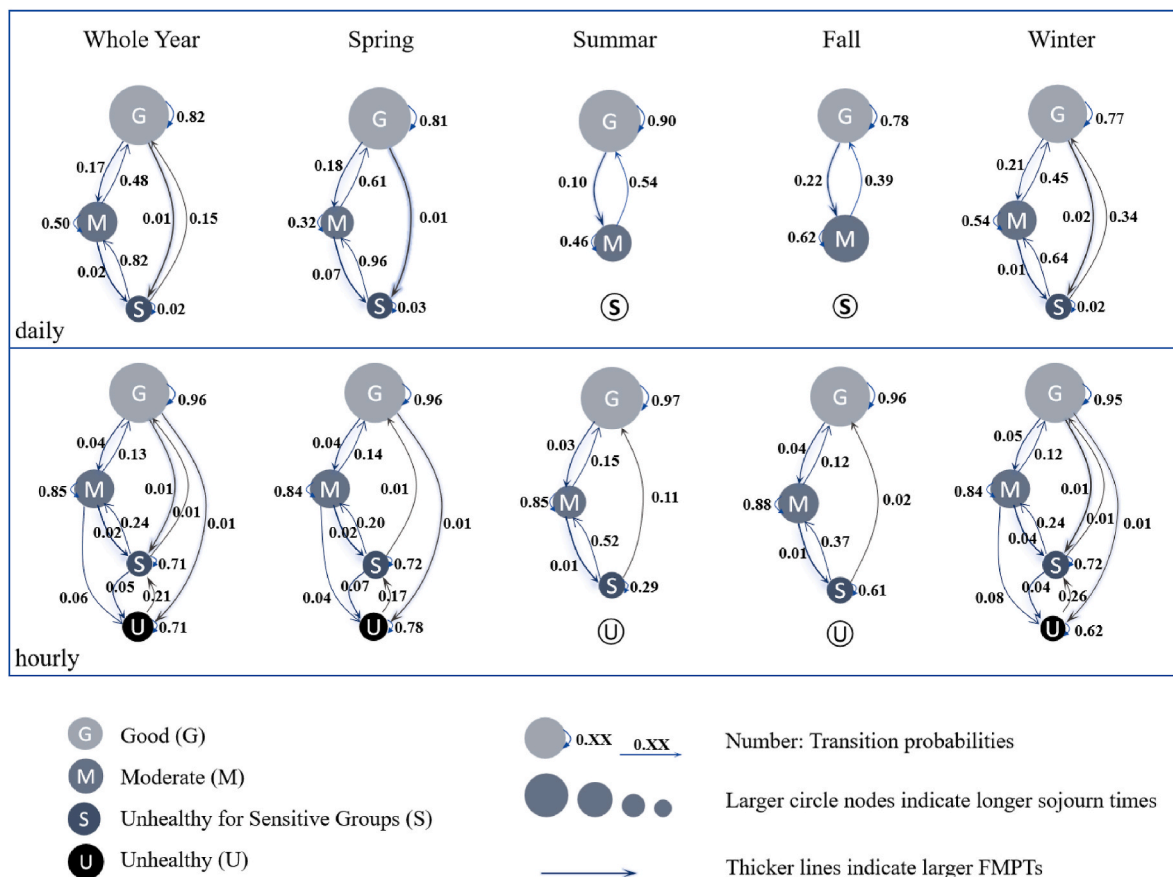 Whole Year Spring Summar Fall Winter
G 0.82 G 0.81 G 0.90 G 0.78 G 0.77
0.17 0.48 0.18 0.61 0.10 0.54 0.22 0.39 0.21 0.45
0.50 M 0.01 0.15 0.32 M 0.01 0.46 M 0.62 M 0.54 M 0.02 0.34
0.02 0.82 0.07 0.96 0.01 0.64
S 0.02 S 0.03 S S S 0.02
daily
G 0.96 G 0.96 G 0.97 G 0.96 G 0.95
0.04 0.13 0.04 0.14 0.03 0.15 0.04 0.12 0.05 0.12
0.85 M 0.01 0.01 0.01 0.84 M 0.01 0.01 0.85 M 0.11 0.88 M 0.02 0.84 M 0.01 0.01 0.01
0.02 0.24 0.02 0.20 0.01 0.52 0.01 0.37 0.04 0.24
S 0.71 S 0.72 S 0.29 S 0.61 S 0.72
0.06 0.05 0.21 0.04 0.07 0.17 0.08 0.04 0.26
U 0.71 U 0.78 U U U 0.62
hourly
G Good (G)
M Moderate (M)
S Unhealthy for Sensitive Groups (S)
U Unhealthy (U)
0.XX 0.XX Number: Transition probabilities
Larger circle nodes indicate longer sojourn times
Thicker lines indicate larger FMPTs